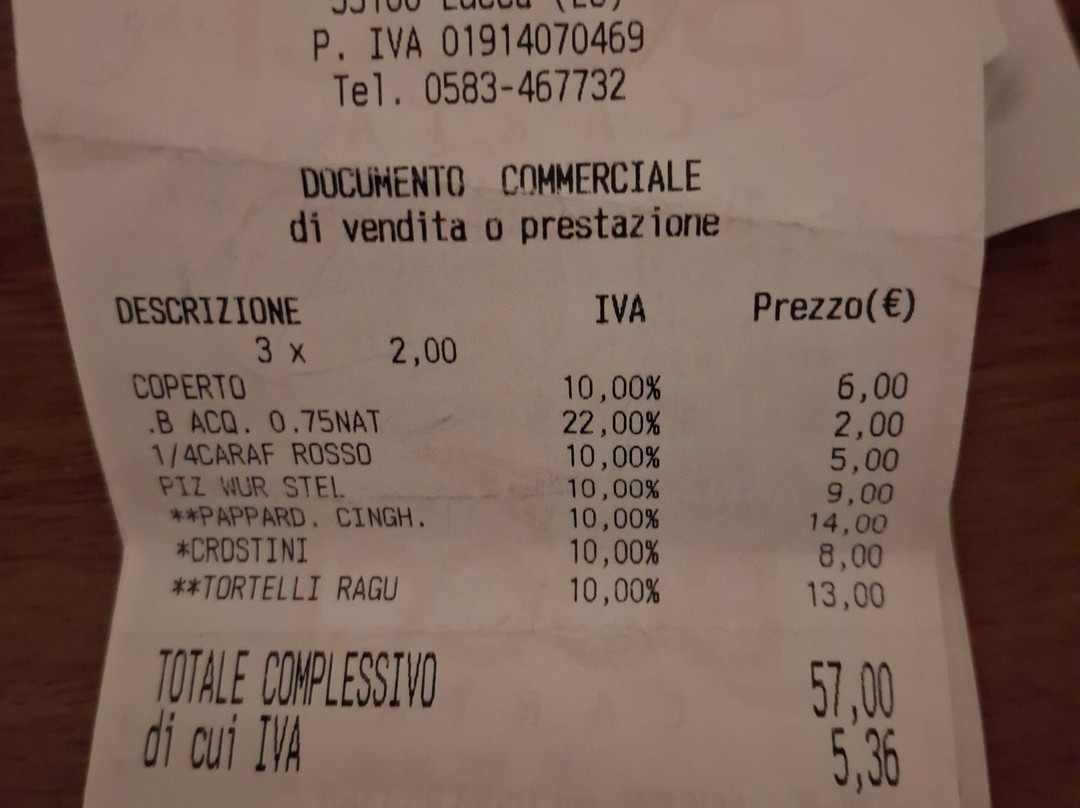 P. IVA 01914070469
Tel. 0583-467732
DOCUMENTO COMMERCIALE
di vendita o prestazione
DESCRIZIONE IVA Prezzo(€)
3 x 2,00
COPERTO 10,00% 6,00
.B ACQ. 0.75NAT 22,00% 2,00
1/4CARAF ROSSO 10,00% 5,00
PIZ WUR STEL 10,00% 9,00
**PAPPARD. CINGH. 10,00% 14,00
*CROSTINI 10,00% 8,00
**TORTELLI RAGU 10,00% 13,00
TOTALE COMPLESSIVO 57,00
di cui IVA 5,36